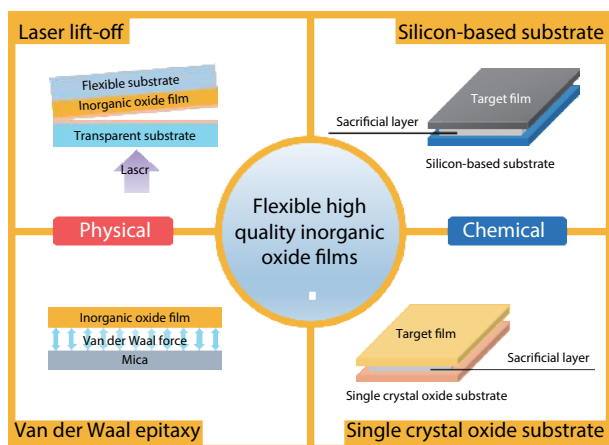 Laser lift-off
Silicon-based substrate
Flexible substrate
Inorganic oxide film
Transparent substrate
Lascr
Target film
Sacrificial layer
Silicon-based substrate
Physical
Flexible high
quality inorganic
oxide films
Chemical
Inorganic oxide film
Van der Waal force
Mica
Target film
Sacrificial layer
Single crystal oxide substrate
Van der Waal epitaxy
Single crystal oxide substrate